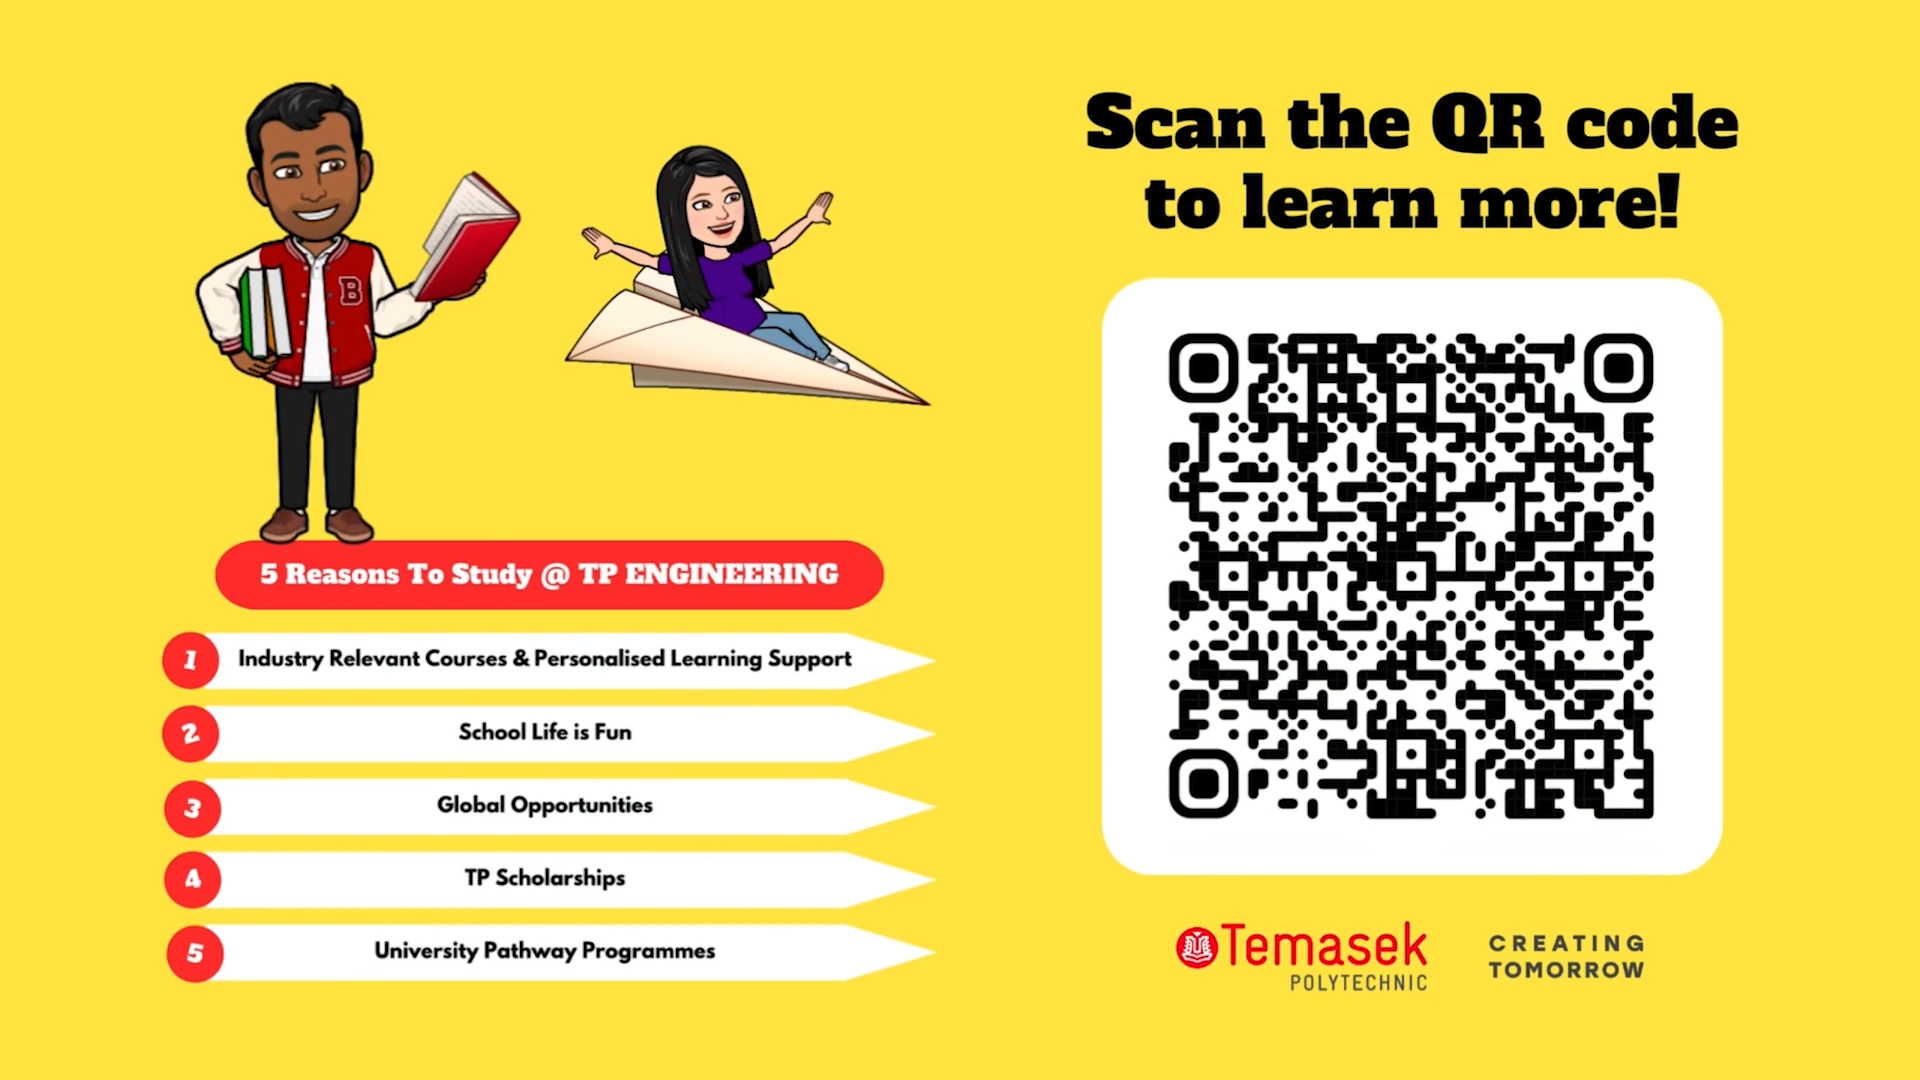 B
5 Reasons To Study @ TP ENGINEERING
1 Industry Relevant Courses & Personalised Learning Support
2 School Life is Fun
3 Global Opportunities
4 TP Scholarships
5 University Pathway Programmes
Scan the QR code
to learn more!
Temasek
POLYTECHNIC
CREATING
TOMORROW